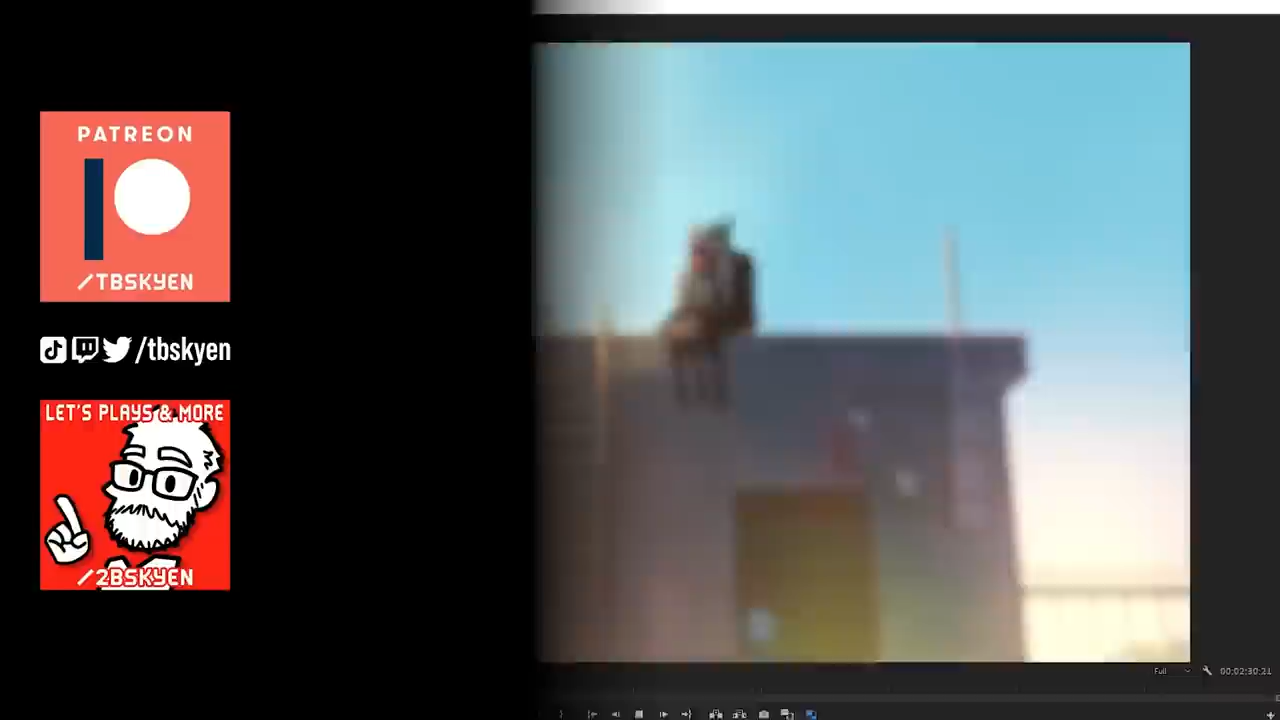 PATREON
/TBSKYEN
/tbskyen
LET'S PLAYS & MORE
/2BSKYEN
Full
00:02:30:21